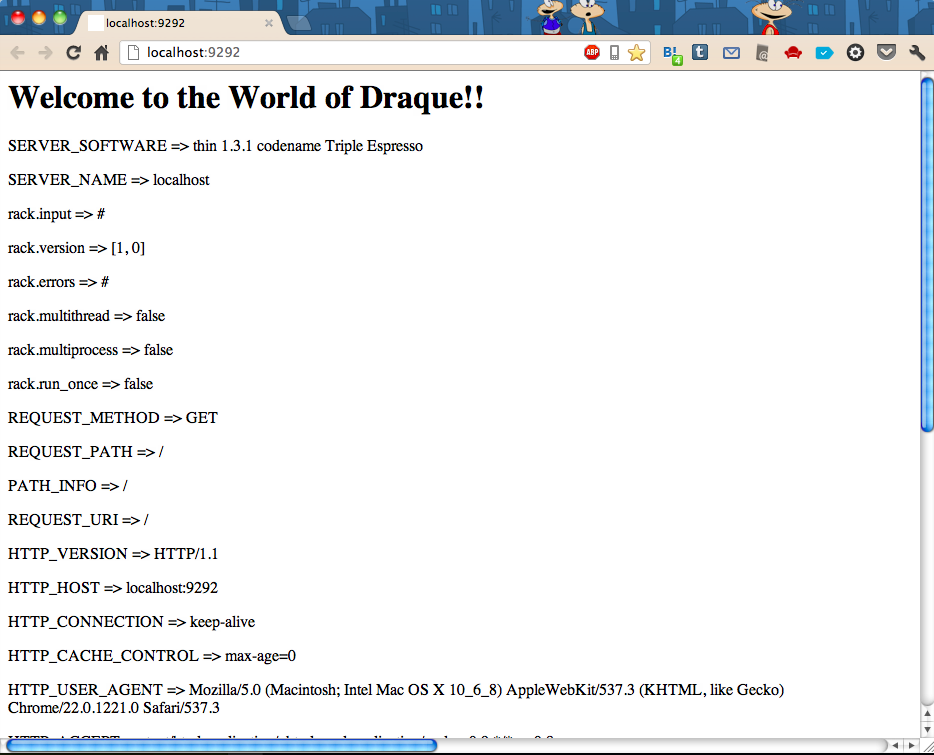 localhost:9292
localhost:9292
ABP
B!
4
t
Welcome to the World of Draque!!
SERVER_SOFTWARE => thin 1.3.1 codename Triple Espresso
SERVER_NAME => localhost
rack.input => #
rack.version => [1, 0]
rack.errors => #
rack.multithread => false
rack.multiprocess => false
rack.run_once => false
REQUEST_METHOD => GET
REQUEST_PATH => /
PATH_INFO => /
REQUEST_URI => /
HTTP_VERSION => HTTP/1.1
HTTP_HOST => localhost:9292
HTTP_CONNECTION => keep-alive
HTTP_CACHE_CONTROL => max-age=0
HTTP_USER_AGENT => Mozilla/5.0 (Macintosh; Intel Mac OS X 10_6_8) AppleWebKit/537.3 (KHTML, like Gecko)
Chrome/22.0.1221.0 Safari/537.3